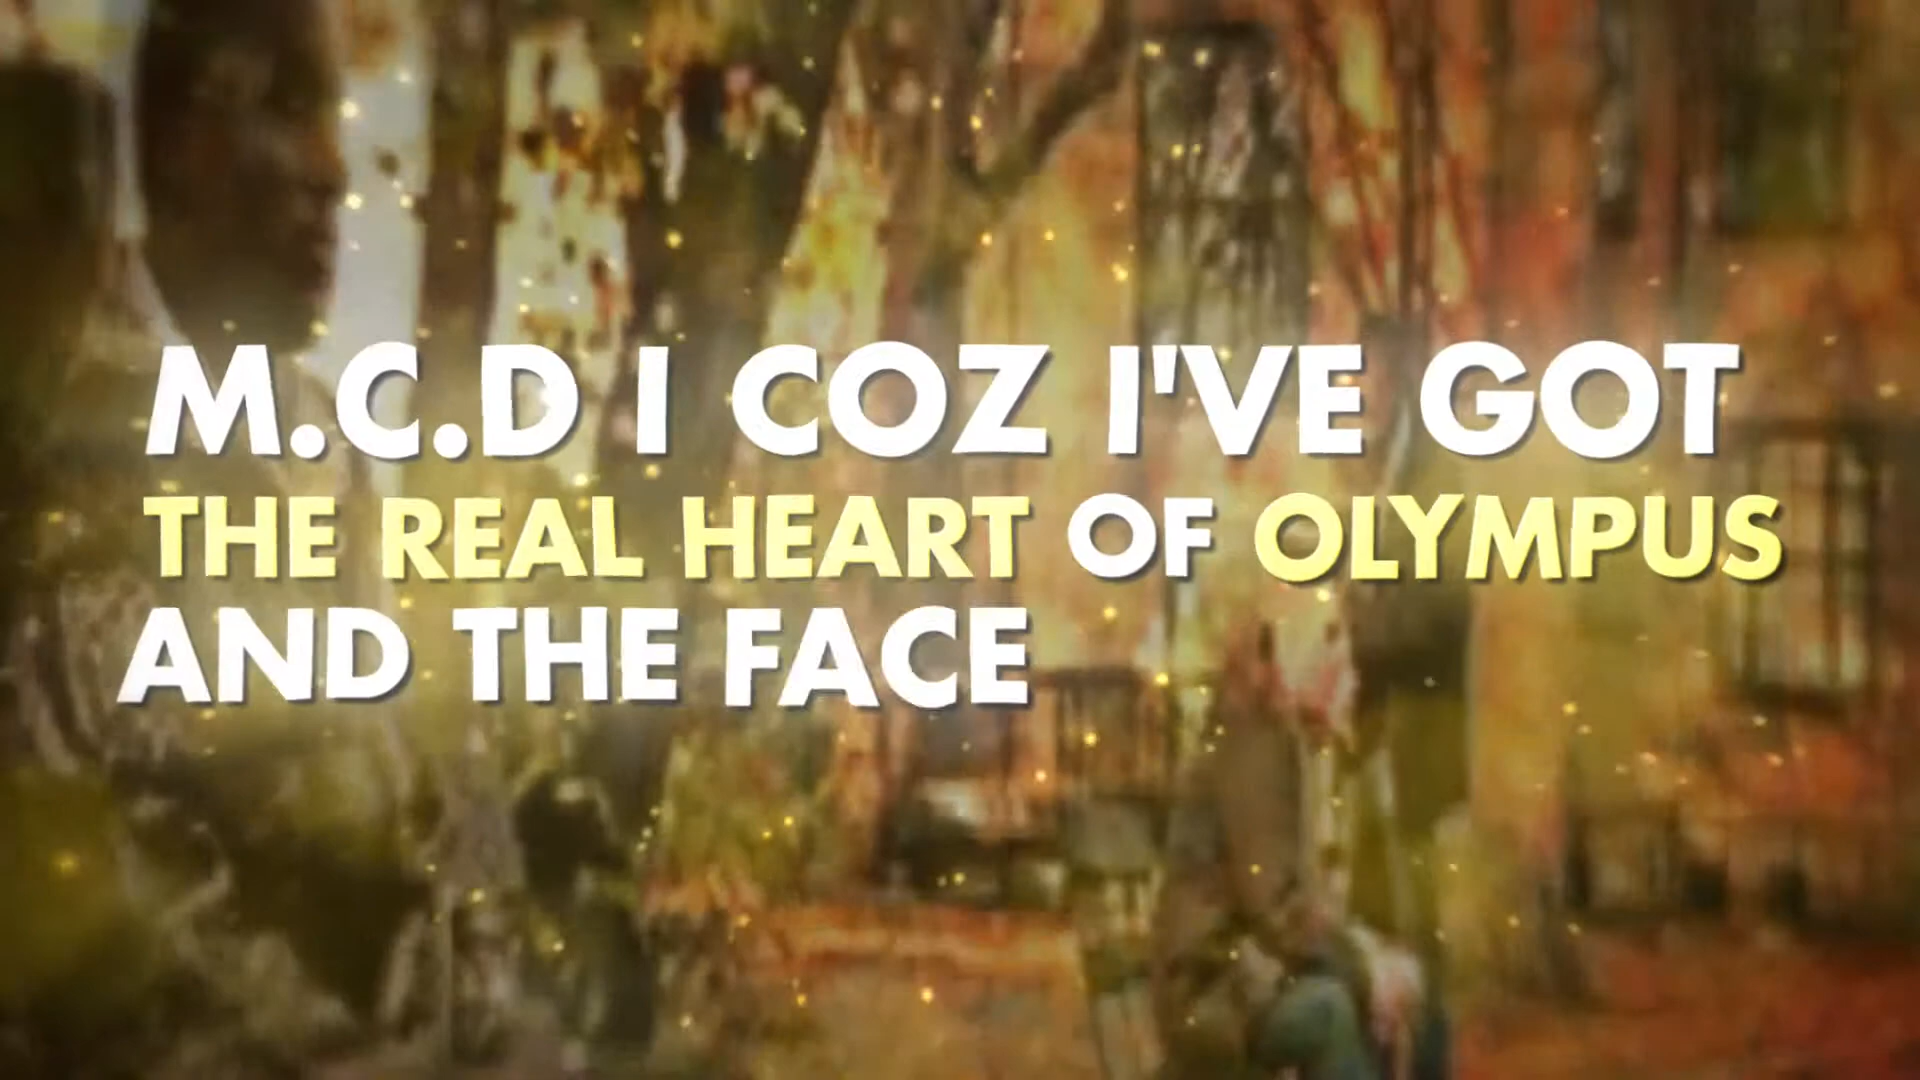 M.C.D I COZ I'VE GOT
THE REAL HEART OF OLYMPUS
AND THE FACE